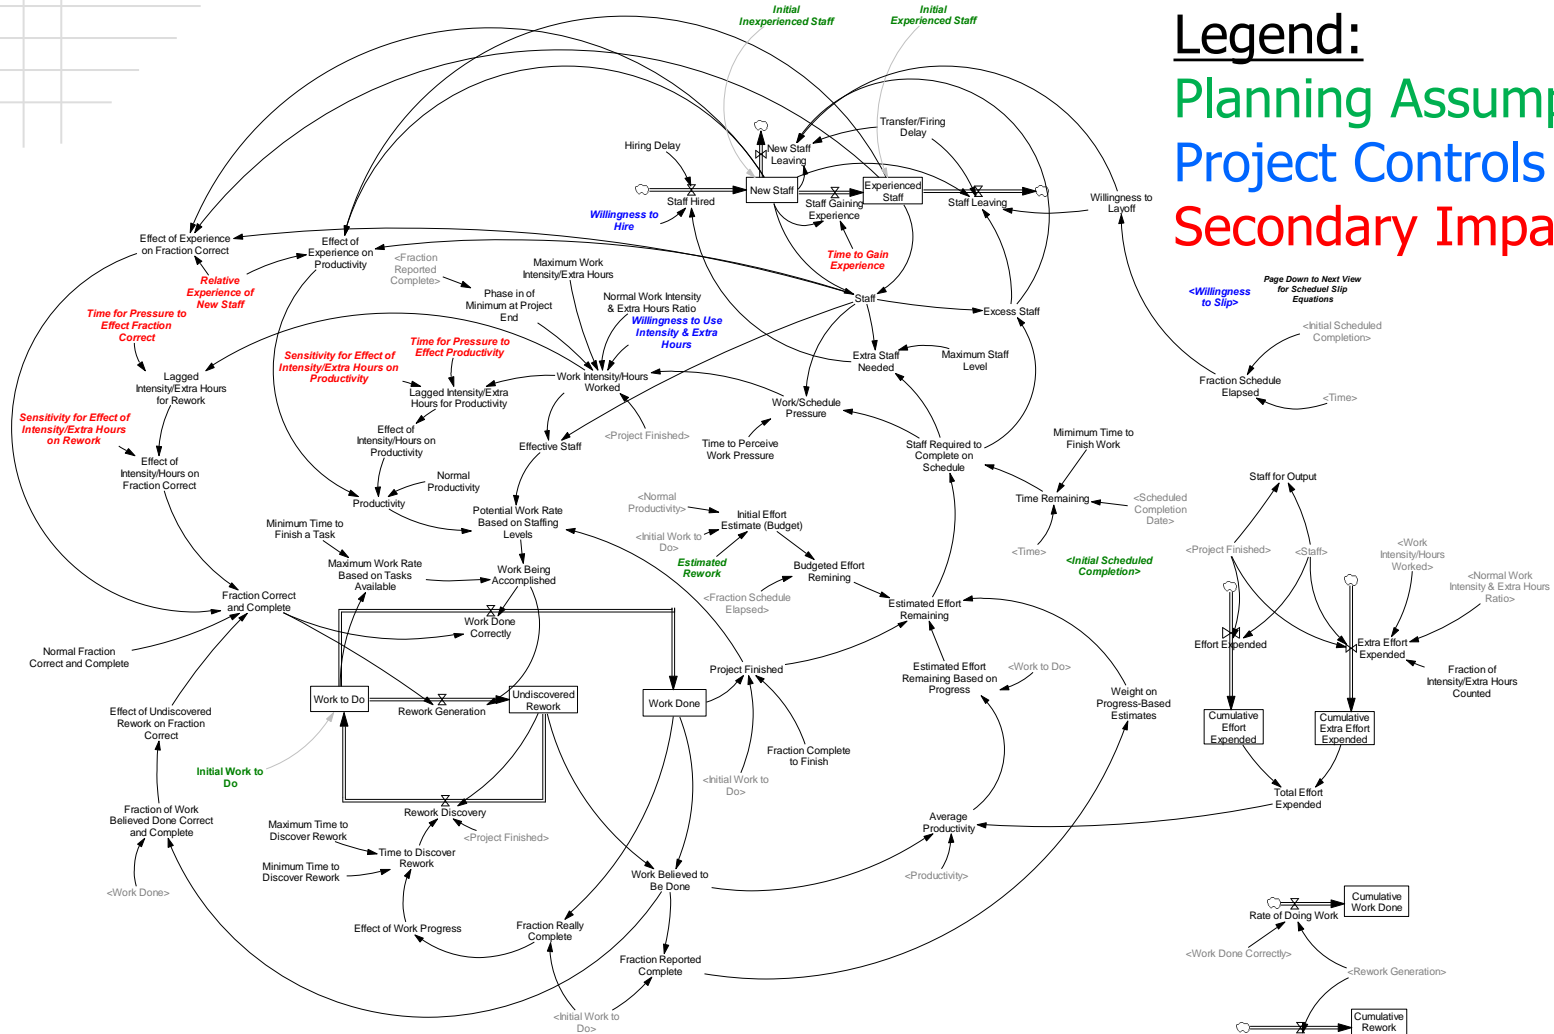 Initial
Inexperienced Staff
Initial
Experienced Staff
Legend:
Planning Assump
Project Controls
Secondary Impa
Hiring Delay
New Staff
Leaving
Transfer/Firing
Delay
New Staff
Experienced
Staff
Staff Hired
Staff Gaining
Experience
Staff Leaving
Willingness to
Layoff
Willingness to
Hire
Time to Gain
Experience
Effect of Experience
on Fraction Correct
Effect of
Experience on
Productivity
<Fraction
Reported
Complete>
Maximum Work
Intensity/Extra Hours
Relative
Experience of
New Staff
Phase in of
Minimum at Project
End
Normal Work Intensity
& Extra Hours Ratio
Willingness to Use
Intensity & Extra
Hours
Staff
Excess Staff
<Willingness
to Slip>
Page Down to Next View
for Scheduel Slip
Equations
<Initial Scheduled
Completion>
Time for Pressure to
Effect Fraction
Correct
Sensitivity for Effect of
Intensity/Extra Hours on
Productivity
Time for Pressure to
Effect Productivity
Extra Staff
Needed
Maximum Staff
Level
Lagged
Intensity/Extra Hours
for Rework
Lagged Intensity/Extra
Hours for Productivity
Work Intensity/Hours
Worked
Work/Schedule
Pressure
Fraction Schedule
Elapsed
<Time>
Sensitivity for Effect of
Intensity/Extra Hours
on Rework
Effect of
Intensity/Hours on
Productivity
Effective Staff
<Project Finished>
Time to Perceive
Work Pressure
Staff Required to
Complete on
Schedule
Mimimum Time to
Finish Work
Effect of
Intensity/Hours on
Fraction Correct
Normal
Productivity
Productivity
Potential Work Rate
Based on Staffing
Levels
<Normal
Productivity>
Initial Effort
Estimate (Budget)
<Initial Work to
Do>
Time Remaining
<Scheduled
Completion
Date>
<Time>
Staff for Output
Minimum Time to
Finish a Task
Maximum Work Rate
Based on Tasks
Available
Work Being
Accomplished
Estimated
Rework
Budgeted Effort
Remining
<Fraction Schedule
Elapsed>
<Initial Scheduled
Completion>
<Project Finished>
<Staff>
<Work
Intensity/Hours
Worked>
<Normal Work
Intensity & Extra Hours
Ratio>
Fraction Correct
and Complete
Work Done
Correctly
Estimated Effort
Remaining
Effort Expended
Extra Effort
Expended
Normal Fraction
Correct and Complete
Project Finished
Estimated Effort
Remaining Based on
Progress
<Work to Do>
Fraction of
Intensity/Extra Hours
Counted
Work to Do
Rework Generation
Undiscovered
Rework
Work Done
Weight on
Progress-Based
Estimates
Effect of Undiscovered
Rework on Fraction
Correct
Cumulative
Effort
Expended
Cumulative
Extra Effort
Expended
Fraction Complete
to Finish
Initial Work to
Do
<Initial Work to
Do>
Total Effort
Expended
Fraction of Work
Believed Done Correct
and Complete
Rework Discovery
<Project Finished>
Maximum Time to
Discover Rework
Time to Discover
Rework
Minimum Time to
Discover Rework
Average
Productivity
<Productivity>
<Work Done>
Work Believed to
Be Done
Effect of Work Progress
Fraction Really
Complete
Fraction Reported
Complete
<Initial Work to
Do>
Cumulative
Work Done
Rate of Doing Work
<Work Done Correctly>
<Rework Generation>
Cumulative
Rework